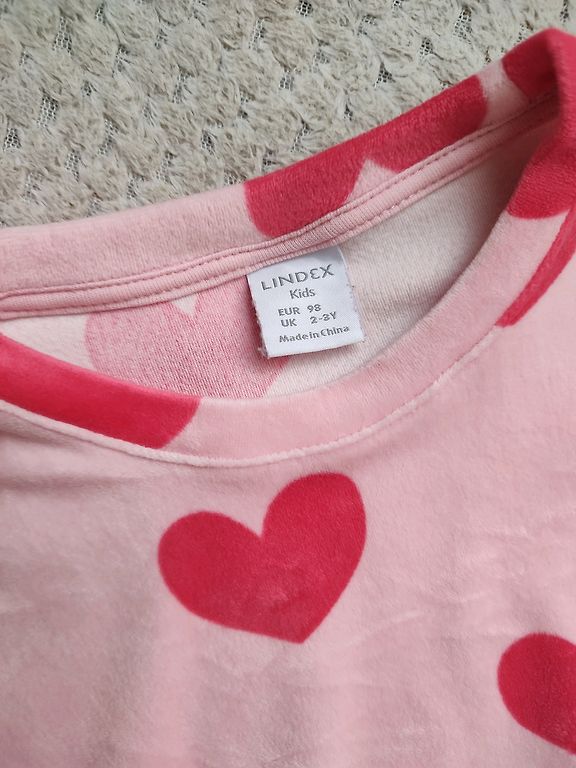 LINDEX
Kids
EUR 98
UK 2-3Y
Made in China